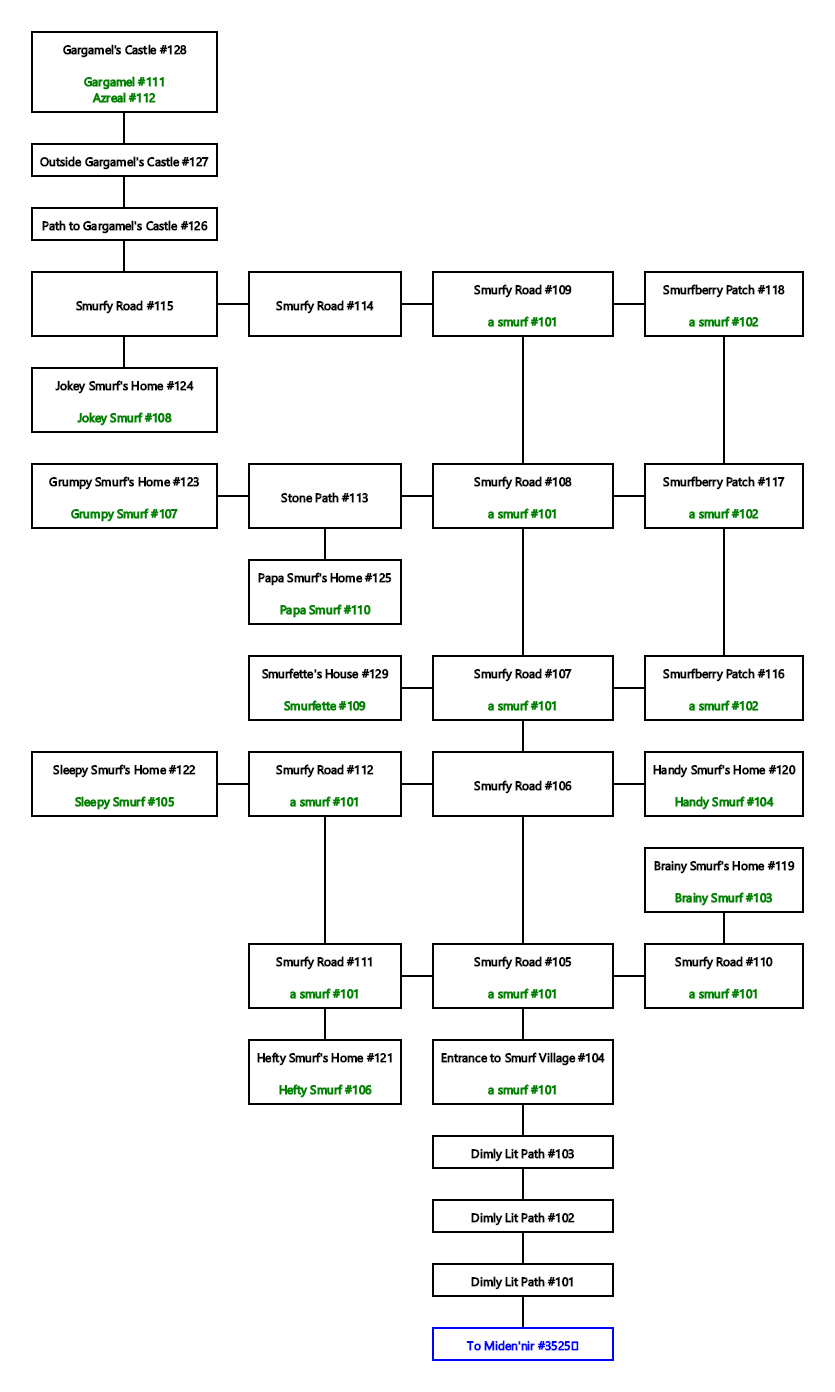 Gargamel's Castle #128
Gargamel #111
Azreal #112
Outside Gargamel's Castle #127
Path to Gargamel's Castle #126
Smurfy Road #115
Smurfy Road #114
Smurfy Road #109
a smurf #101
Smurfberry Patch #118
a smurf #102
Jokey Smurf's Home #124
Jokey Smurf #108
Grumpy Smurf's Home #123
Grumpy Smurf #107
Stone Path #113
Smurfy Road #108
a smurf #101
Smurfberry Patch #117
a smurf #102
Papa Smurf's Home #125
Papa Smurf #110
Smurfette's House #129
Smurfette #109
Smurfy Road #107
a smurf #101
Smurfberry Patch #116
a smurf #102
Sleepy Smurf's Home #122
Sleepy Smurf #105
Smurfy Road #112
a smurf #101
Smurfy Road #106
Handy Smurf's Home #120
Handy Smurf #104
Brainy Smurf's Home #119
Brainy Smurf #103
Smurfy Road #111
a smurf #101
Smurfy Road #105
a smurf #101
Smurfy Road #110
a smurf #101
Hefty Smurf's Home #121
Hefty Smurf #106
Entrance to Smurf Village #104
a smurf #101
Dimly Lit Path #103
Dimly Lit Path #102
Dimly Lit Path #101
To Miden'nir #3525